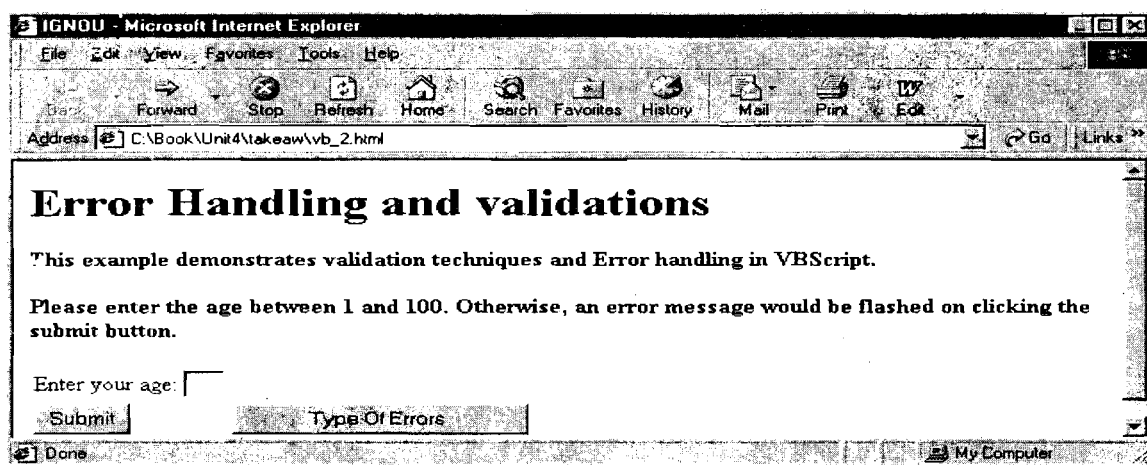 IGNOU - Microsoft Internet Explorer
File Edit View Favorites Tools Help
Back Forward Stop Refresh Home Search Favorites History Mail Print Edit
Address C:\Book\Unit4\takeaw\vb_2.html Go Links »
Error Handling and validations
This example demonstrates validation techniques and Error handling in VBScript.
Please enter the age between 1 and 100. Otherwise, an error message would be flashed on clicking the
submit button.
Enter your age:
Submit Type Of Errors
Done My Computer